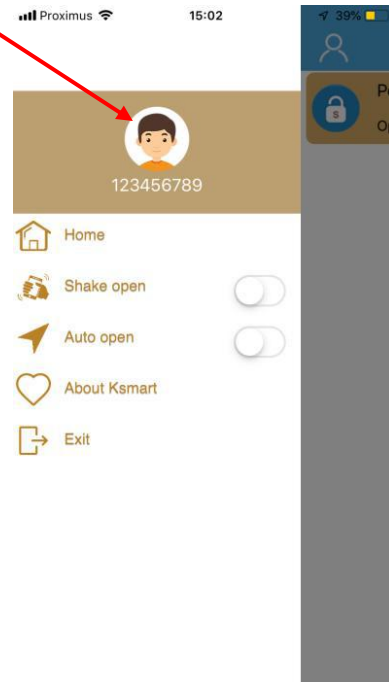 Proximus 15:02 39%
123456789
Home
Shake open
Auto open
About Ksmart
Exit
S